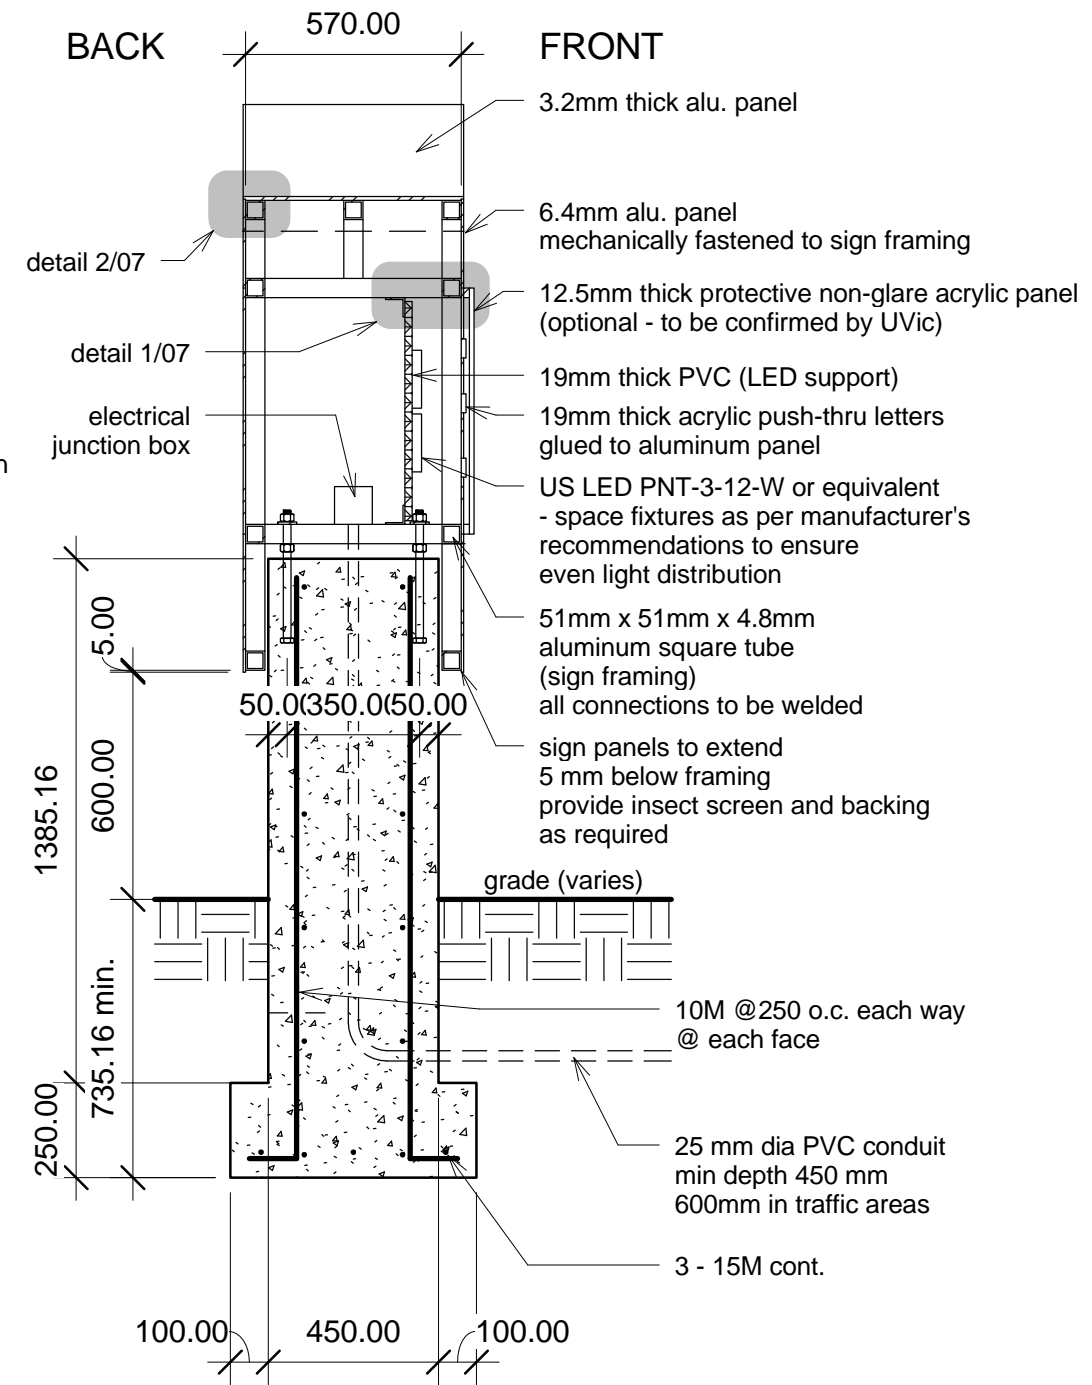 570.00
BACK
FRONT
3.2mm thick alu. panel
6.4mm alu. panel
mechanically fastened to sign framing
detail 2/07
12.5mm thick protective non-glare acrylic panel
(optional - to be confirmed by UVic)
detail 1/07
19mm thick PVC (LED support)
electrical
junction box
19mm thick acrylic push-thru letters
glued to aluminum panel
n
US LED PNT-3-12-W or equivalent
- space fixtures as per manufacturer's
recommendations to ensure
even light distribution
5.00
51mm x 51mm x 4.8mm
aluminum square tube
(sign framing)
all connections to be welded
50.00 350.00 50.00
sign panels to extend
5 mm below framing
provide insect screen and backing
as required
1385.16
600.00
grade (varies)
735.16 min.
250.00
10M @250 o.c. each way
@ each face
25 mm dia PVC conduit
min depth 450 mm
600mm in traffic areas
3 - 15M cont.
100.00 450.00 100.00